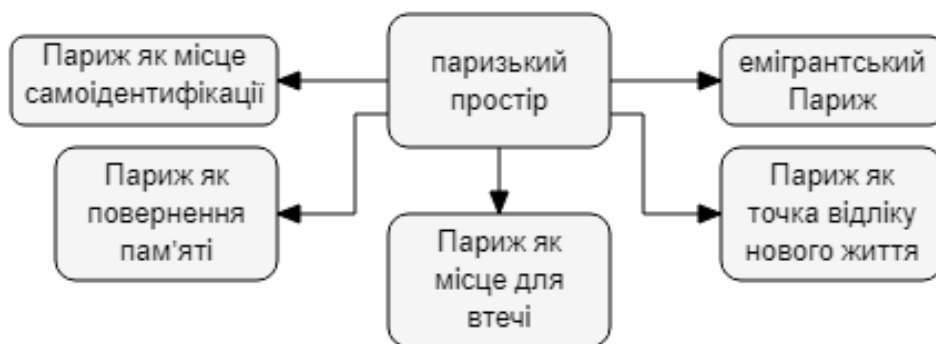 Париж як місце
самоідентифікації
паризький
простір
емігрантський
Париж
Париж як
повернення
пам'яті
Париж як
місце для
втечі
Париж як
точка відліку
нового життя